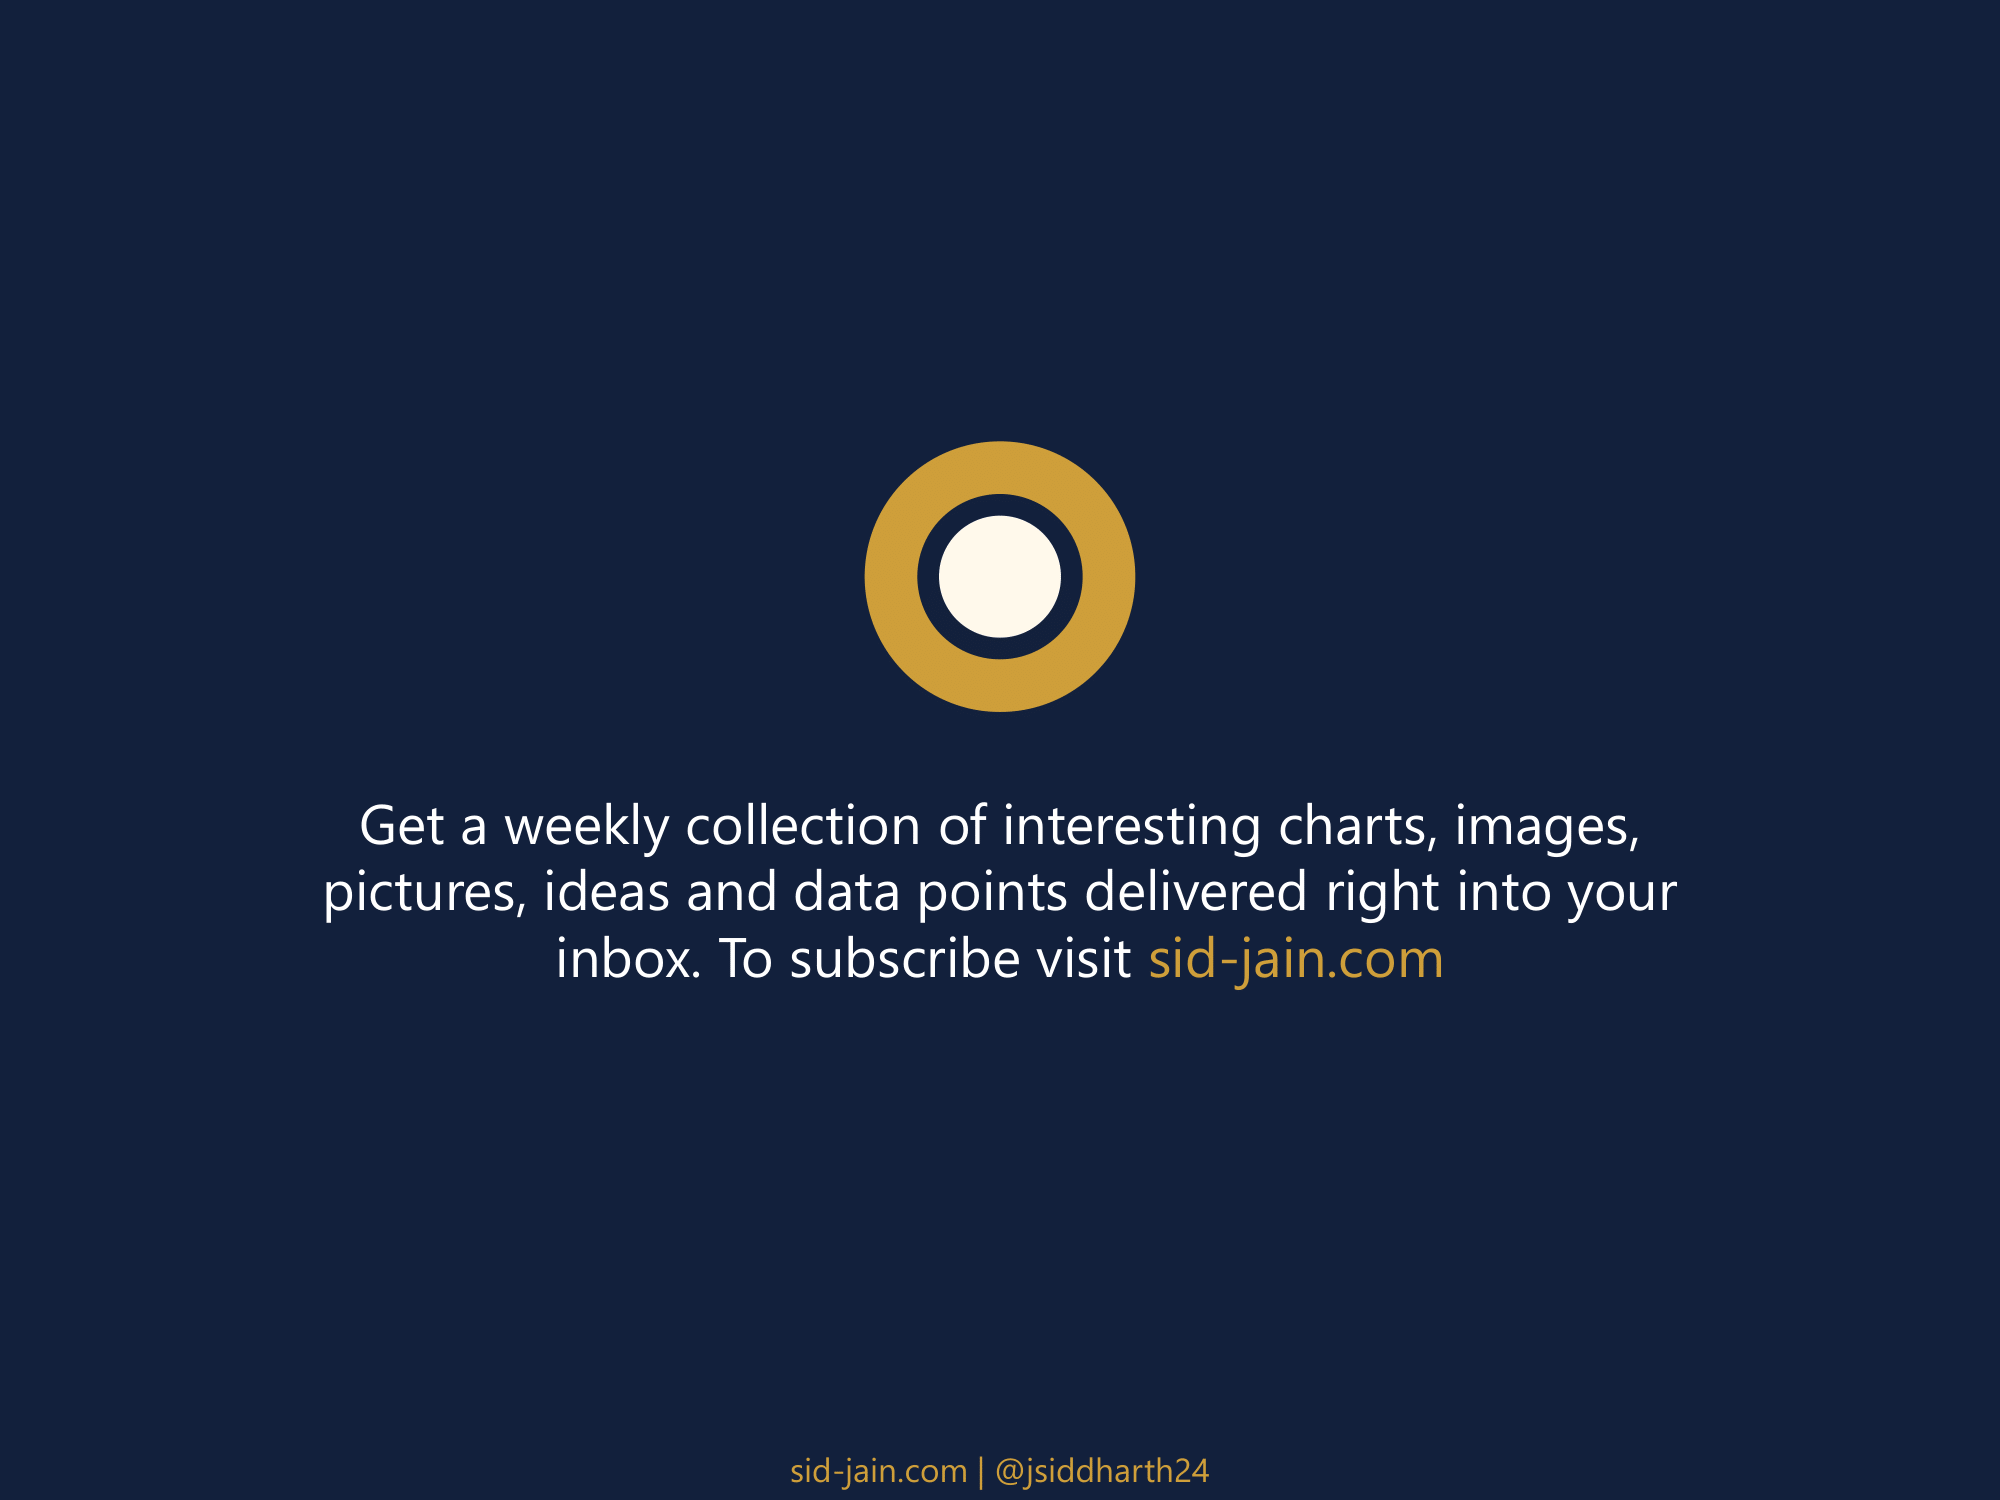 Get a weekly collection of interesting charts, images,
pictures, ideas and data points delivered right into your
inbox. To subscribe visit sid-jain.com
sid-jain.com | @jsiddharth24